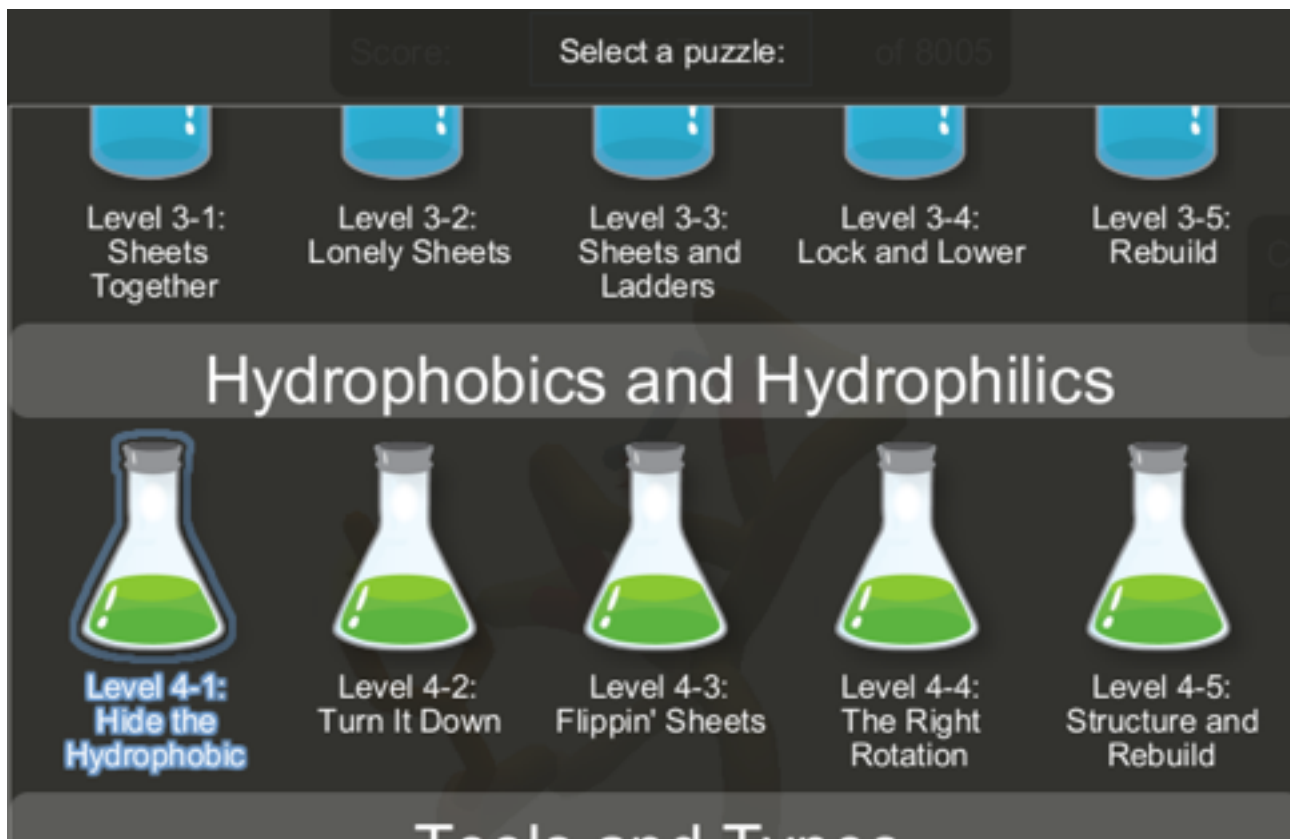 Score: Select a puzzle: of 8005
Level 3-1: Level 3-2: Level 3-3: Level 3-4: Level 3-5:
Sheets Lonely Sheets Sheets and Lock and Lower Rebuild
Together Ladders
Hydrophobics and Hydrophilics
Level 4-1: Level 4-2: Level 4-3: Level 4-4: Level 4-5:
Hide the Turn It Down Flippin' Sheets The Right Structure and
Hydrophobic Rotation Rebuild
Tools and Types